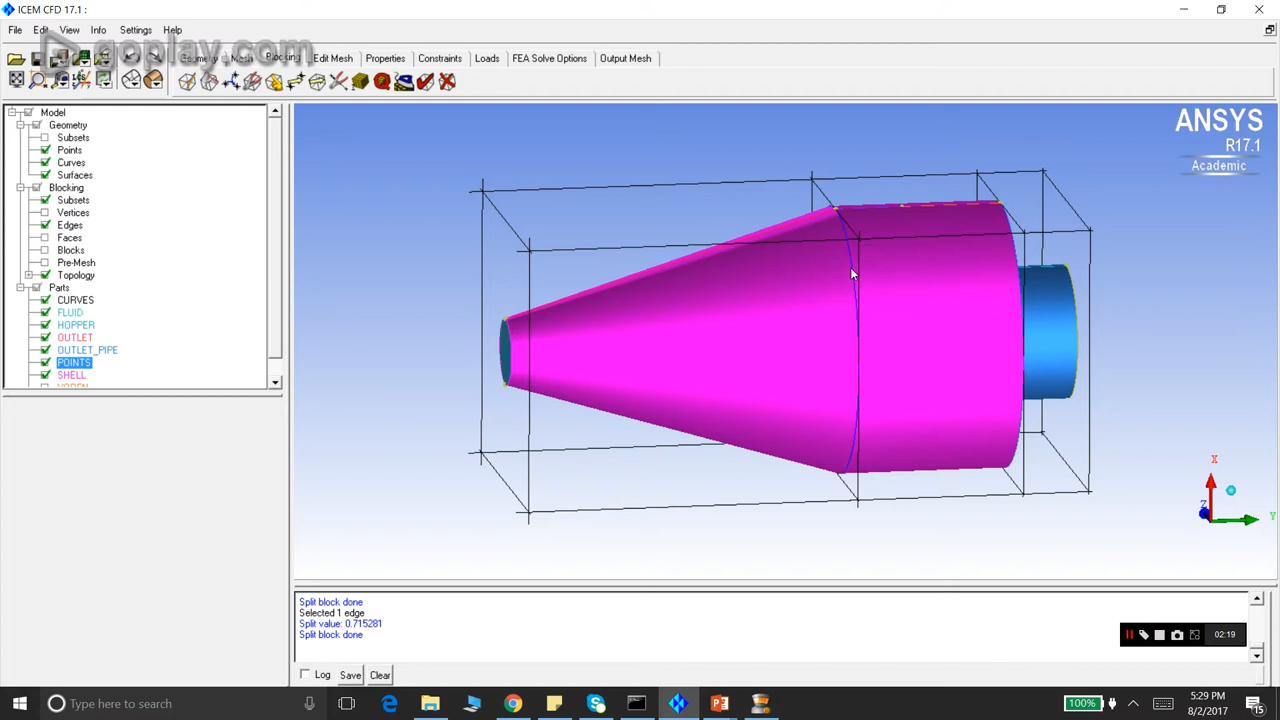 ICEM CFD 17.1 :
File Edit View Info Settings Help
goplay.com
Geometry Mesh Blocking Edit Mesh Properties Constraints Loads FEA Solve Options Output Mesh
Model
Geometry
Subsets
Points
Curves
Surfaces
Blocking
Subsets
Vertices
Edges
Faces
Blocks
Pre-Mesh
Topology
Parts
CURVES
FLUID
HOPPER
OUTLET
OUTLET_PIPE
POINTS
SHELL
ANSYS
R17.1
Academic
X
Z
Y
Split block done
Selected 1 edge
Split value: 0.715281
Split block done
02:19
Log Save Clear
Type here to search
100%
5:29 PM
8/2/2017
15